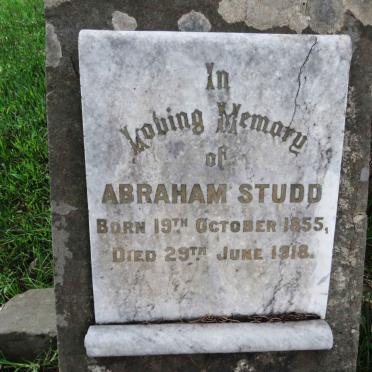 In
Loving Memory
of
ABRAHAM STUDD
BORN 19TH OCTOBER 1855,
DIED 29TH JUNE 1918.